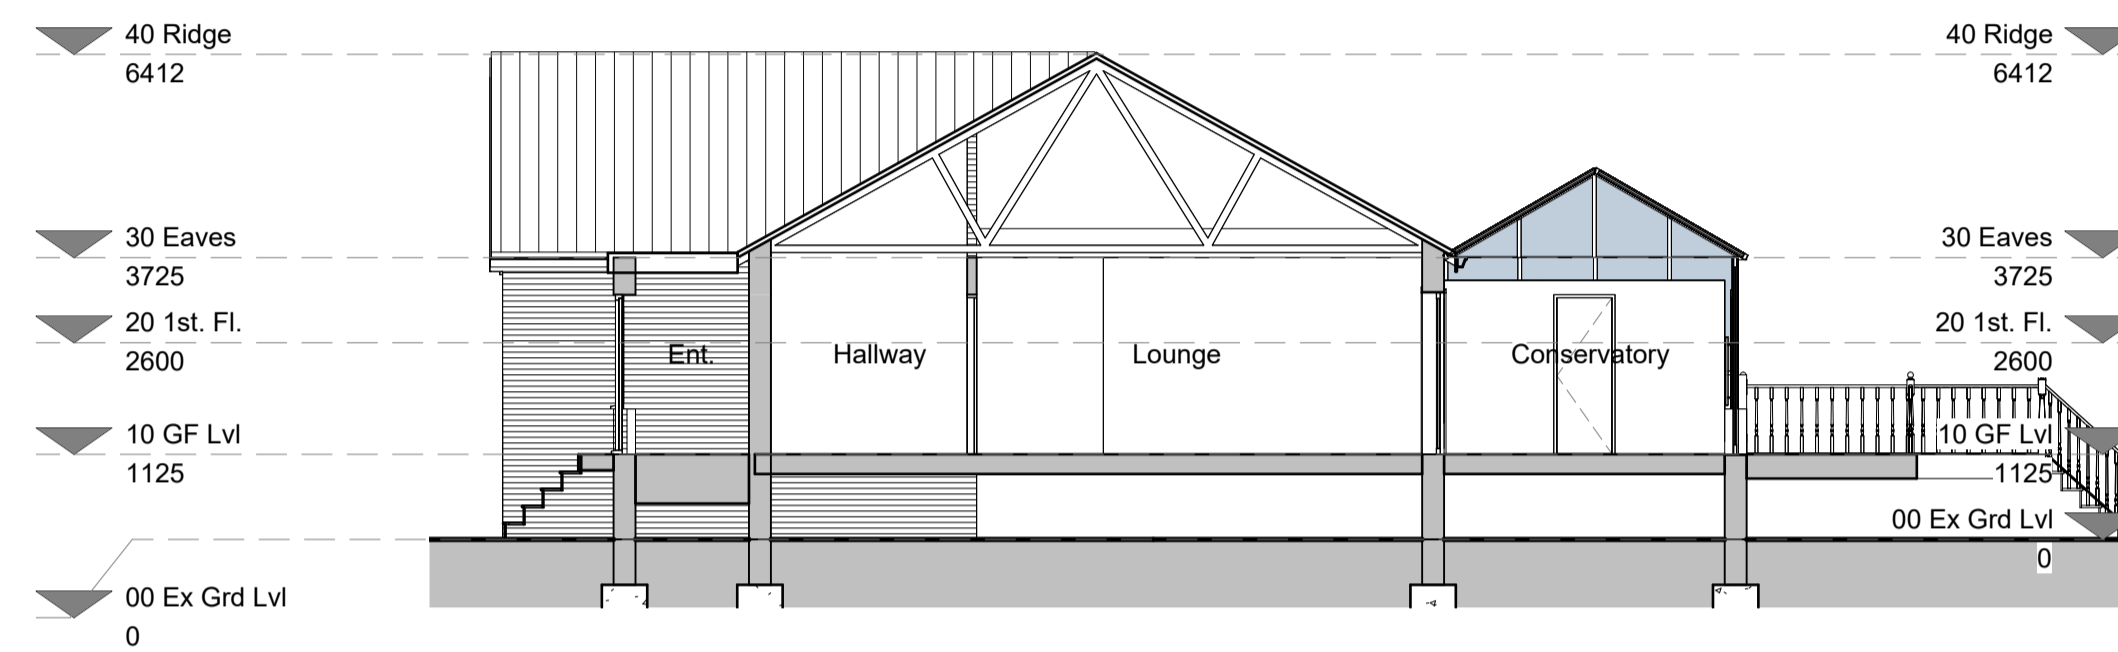 40 Ridge
6412
40 Ridge
6412
30 Eaves
3725
30 Eaves
3725
20 1st. Fl.
2600
20 1st. Fl.
2600
Ent.
Hallway
Lounge
Conservatory
10 GF Lvl
1125
10 GF Lvl
1125
00 Ex Grd Lvl
0
00 Ex Grd Lvl
0